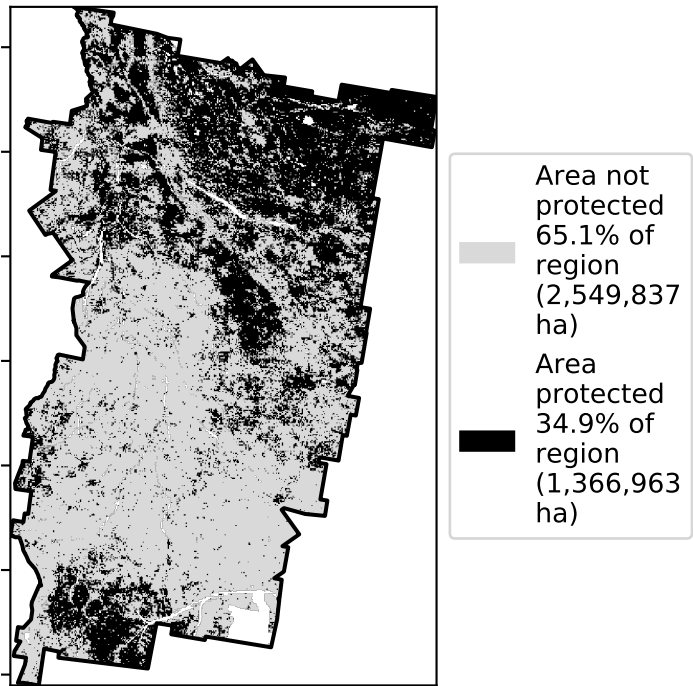 Area not
protected
65.1% of
region
(2,549,837
ha)
Area
protected
34.9% of
region
(1,366,963
ha)